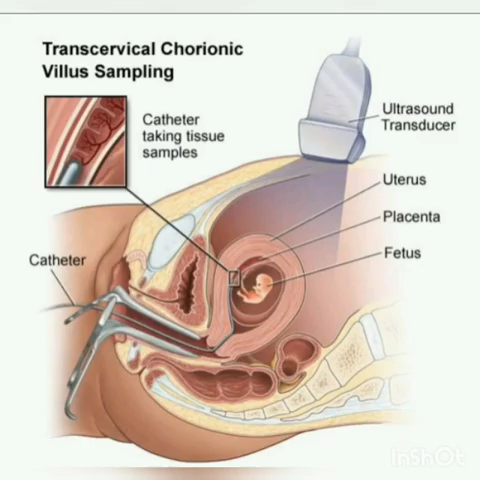 Transcervical Chorionic
Villus Sampling
Catheter
taking tissue
samples
Ultrasound
Transducer
Uterus
Placenta
Fetus
Catheter
InShOt